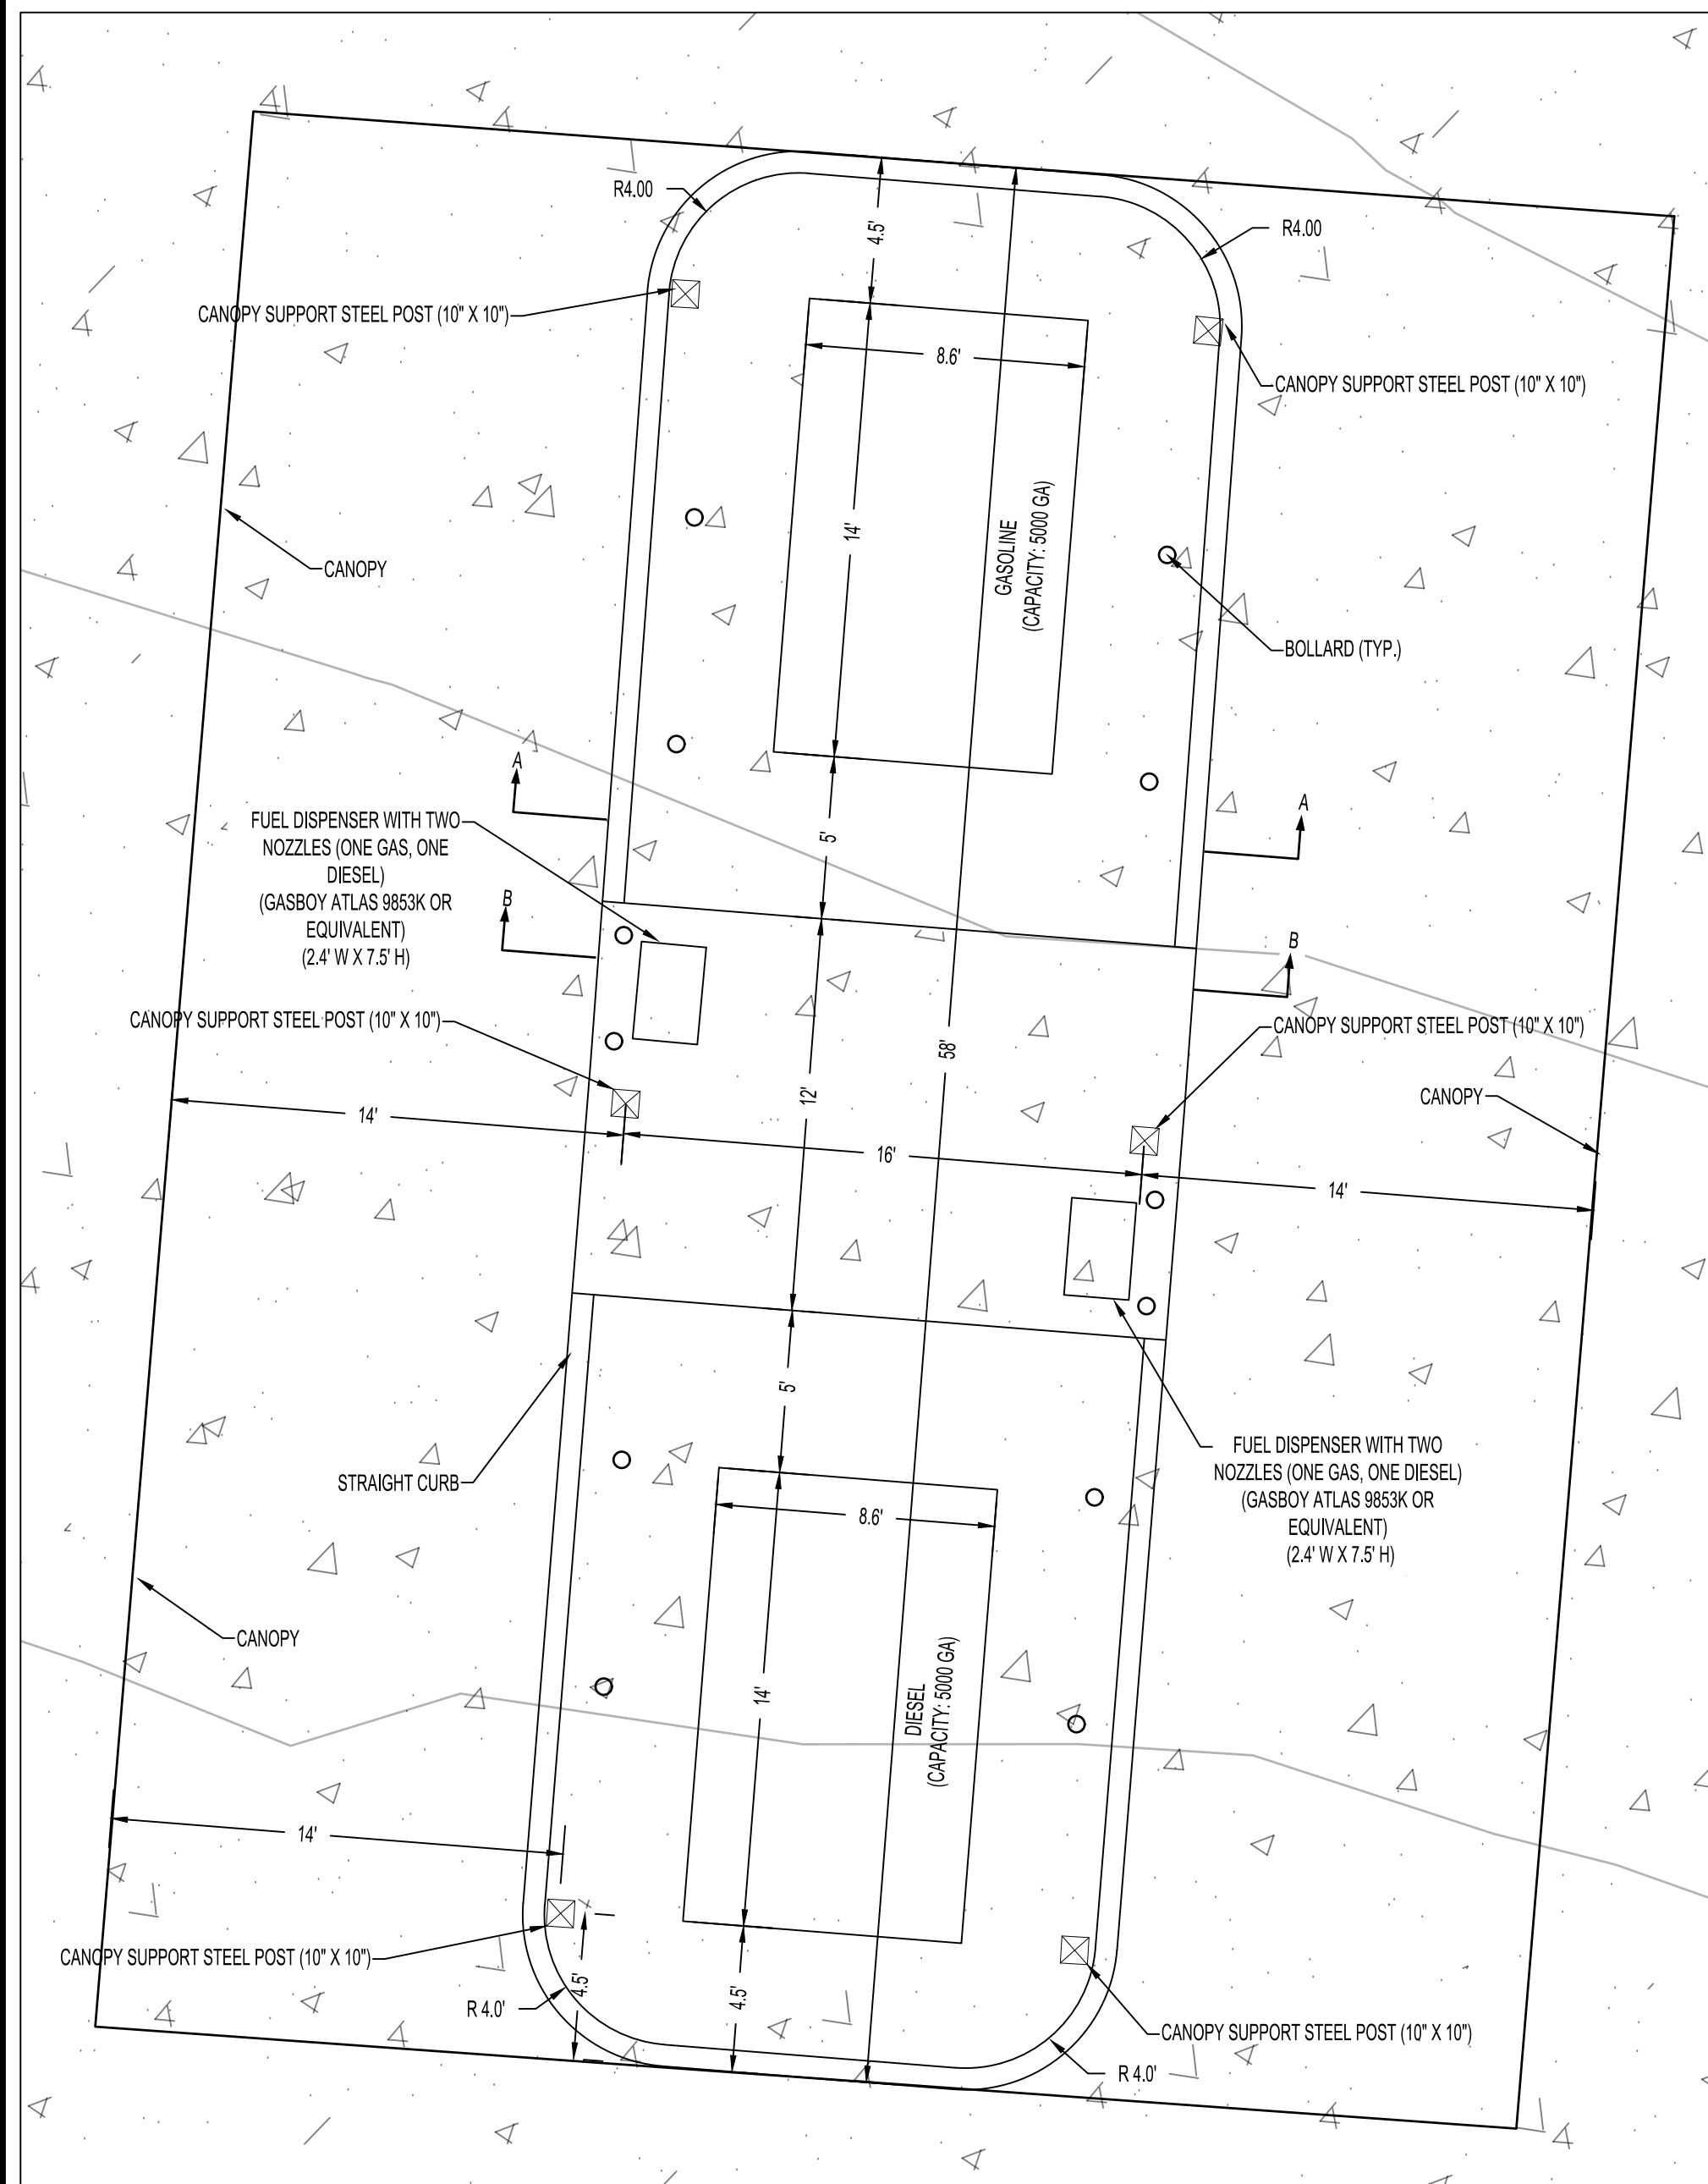 R4.00
4.5'
R4.00
CANOPY SUPPORT STEEL POST (10" X 10")
8.6'
CANOPY SUPPORT STEEL POST (10" X 10")
14'
GASOLINE
(CAPACITY: 5000 GA)
CANOPY
BOLLARD (TYP.)
A
A
5'
FUEL DISPENSER WITH TWO
NOZZLES (ONE GAS, ONE
DIESEL)
(GASBOY ATLAS 9853K OR
EQUIVALENT)
(2.4' W X 7.5' H)
B
B
CANOPY SUPPORT STEEL POST (10" X 10")
58'
CANOPY SUPPORT STEEL POST (10" X 10")
12'
CANOPY
14'
16'
14'
5'
STRAIGHT CURB
FUEL DISPENSER WITH TWO
NOZZLES (ONE GAS, ONE DIESEL)
(GASBOY ATLAS 9853K OR
EQUIVALENT)
(2.4' W X 7.5' H)
8.6'
CANOPY
14'
DIESEL
(CAPACITY: 5000 GA)
14'
CANOPY SUPPORT STEEL POST (10" X 10")
4.5'
4.5'
R 4.0'
CANOPY SUPPORT STEEL POST (10" X 10")
R 4.0'